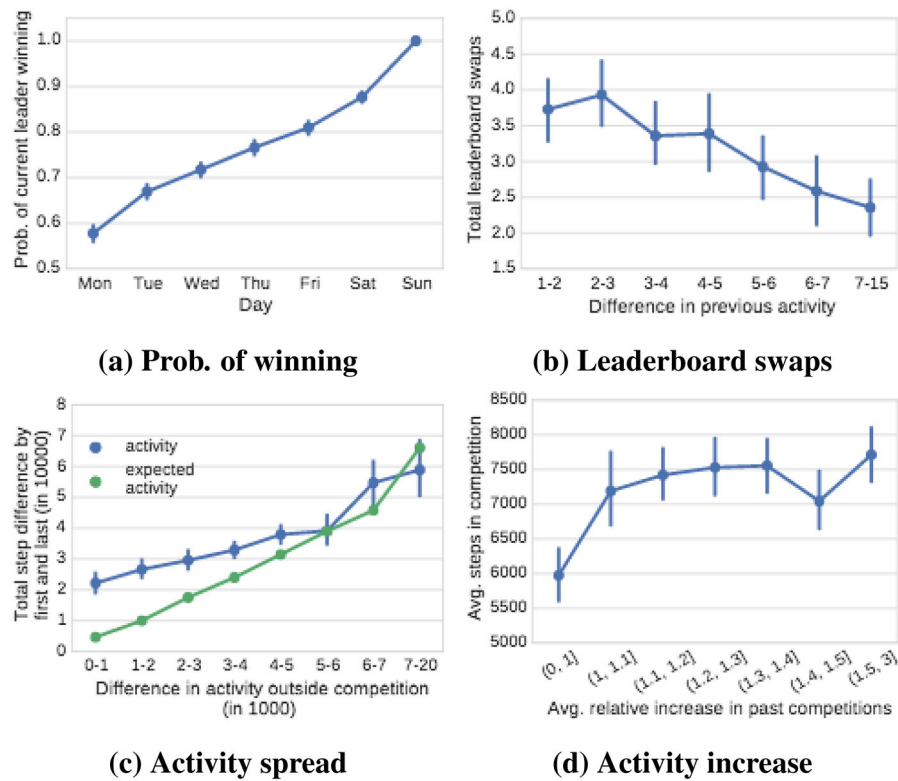 Prob. of current leader winning
1.0
0.9
0.8
0.7
0.6
0.5
Mon Tue Wed Thu Fri Sat Sun
Day
(a) Prob. of winning
Total leaderboard swaps
5.0
4.5
4.0
3.5
3.0
2.5
2.0
1.5
1-2 2-3 3-4 4-5 5-6 6-7 7-15
Difference in previous activity
(b) Leaderboard swaps
Total step difference by
first and last (in 10000)
8
7
6
5
4
3
2
1
0
activity
expected
activity
0-1 1-2 2-3 3-4 4-5 5-6 6-7 7-20
Difference in activity outside competition
(in 1000)
(c) Activity spread
Avg. steps in competition
8500
8000
7500
7000
6500
6000
5500
5000
(0, 1] (1, 1.1] (1.1, 1.2] (1.2, 1.3] (1.3, 1.4] (1.4, 1.5] (1.5, 3]
Avg. relative increase in past competitions
(d) Activity increase